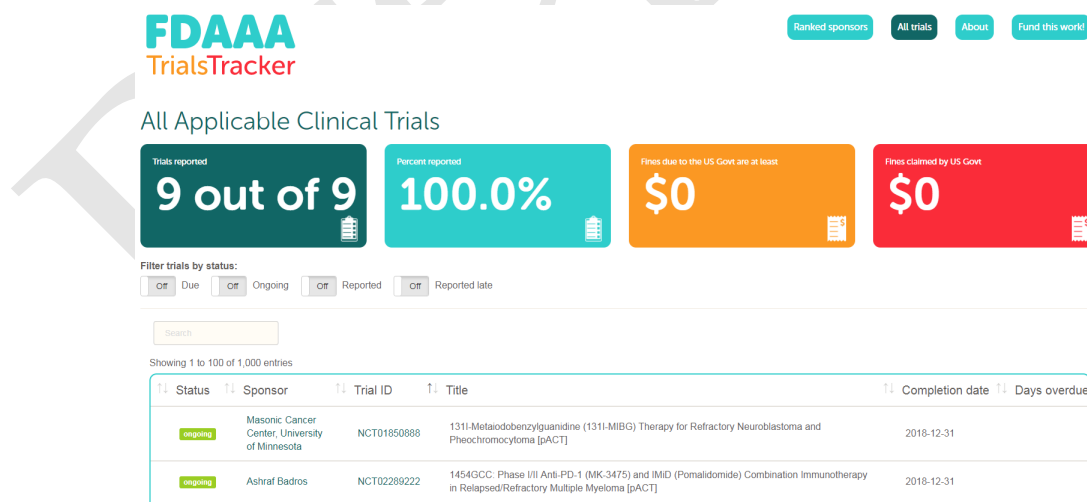 FDAAA
TrialsTracker
Ranked sponsors
All trials
About
Fund this work!
All Applicable Clinical Trials
Trials reported
9 out of 9
Percent reported
100.0%
Fines due to the US Govt are at least
$0
Fines claimed by US Govt
$0
Filter trials by status:
Off Due Off Ongoing Off Reported Off Reported late
Search
Showing 1 to 100 of 1,000 entries
Status Sponsor Trial ID Title Completion date Days overdue
ongoing
Masonic Cancer
Center, University
of Minnesota
NCT01850888
131I-Metaiodobenzylguanidine (131I-MIBG) Therapy for Refractory Neuroblastoma and
Pheochromocytoma [pACT]
2018-12-31
ongoing
Ashraf Badros
NCT02289222
1454GCC: Phase I/II Anti-PD-1 (MK-3475) and IMiD (Pomalidomide) Combination Immunotherapy
in Relapsed/Refractory Multiple Myeloma [pACT]
2018-12-31